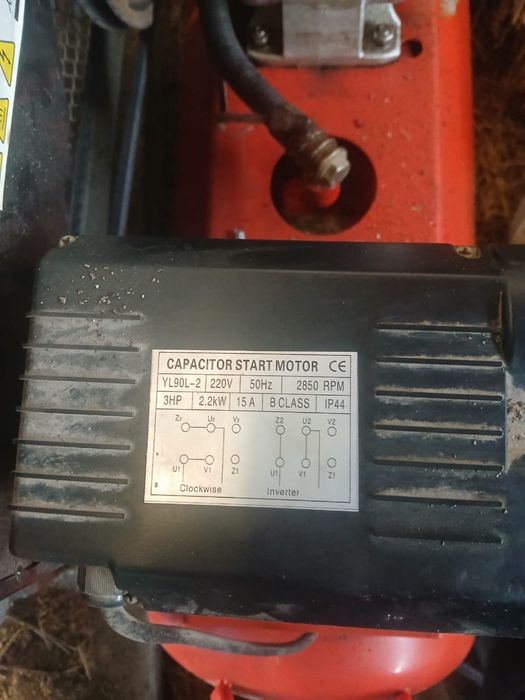 CAPACITOR START MOTOR CE
YL90L-2 220V 50Hz 2850 RPM
3HP 2.2kW 15 A B CLASS IP44
Z2 U2 V2 Z2 U2 V2
U1 V1 Z1 U1 V1 Z1
Clockwise Inverter